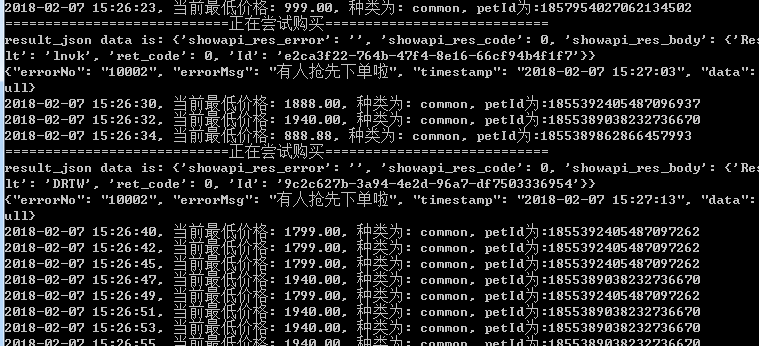 2018-02-07 15:26:23, 当前最低价格: 999.00, 种类为: common, petId为:1857954027062134502
=============================正在尝试购买=============================
result_json data is: {'showapi_res_error': '', 'showapi_res_code': 0, 'showapi_res_body': {'Res
lt': 'lnvk', 'ret_code': 0, 'Id': 'e2ca3f22-764b-47f4-8e16-66cf94b4f1f7'}}
{"errorNo": "10002", "errorMsg": "有人抢先下单啦", "timestamp": "2018-02-07 15:27:03", "data":
ull}
2018-02-07 15:26:30, 当前最低价格: 1888.00, 种类为: common, petId为:1855392405487096937
2018-02-07 15:26:32, 当前最低价格: 1940.00, 种类为: common, petId为:1855389038232736670
2018-02-07 15:26:34, 当前最低价格: 888.88, 种类为: common, petId为:1855389862866457993
=============================正在尝试购买=============================
result_json data is: {'showapi_res_error': '', 'showapi_res_code': 0, 'showapi_res_body': {'Res
lt': 'DRTW', 'ret_code': 0, 'Id': '9c2c627b-3a94-4e2d-96a7-df7503336954'}}
{"errorNo": "10002", "errorMsg": "有人抢先下单啦", "timestamp": "2018-02-07 15:27:13", "data":
ull}
2018-02-07 15:26:40, 当前最低价格: 1799.00, 种类为: common, petId为:1855392405487097262
2018-02-07 15:26:42, 当前最低价格: 1799.00, 种类为: common, petId为:1855392405487097262
2018-02-07 15:26:45, 当前最低价格: 1799.00, 种类为: common, petId为:1855392405487097262
2018-02-07 15:26:47, 当前最低价格: 1940.00, 种类为: common, petId为:1855389038232736670
2018-02-07 15:26:49, 当前最低价格: 1799.00, 种类为: common, petId为:1855392405487097262
2018-02-07 15:26:51, 当前最低价格: 1940.00, 种类为: common, petId为:1855389038232736670
2018-02-07 15:26:53, 当前最低价格: 1940.00, 种类为: common, petId为:1855389038232736670
2018-02-07 15:26:55, 当前最低价格: 1940.00, 种类为: common, petId为:1855389038232736670